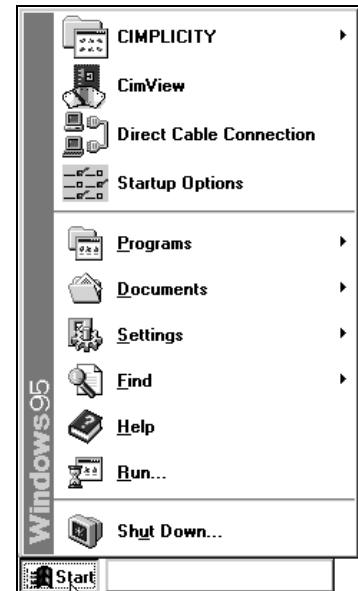 CIMPLICITY
CimView
Direct Cable Connection
Startup Options
Programs
Documents
Settings
Find
Help
Run...
Shut Down...
Windows95
Start